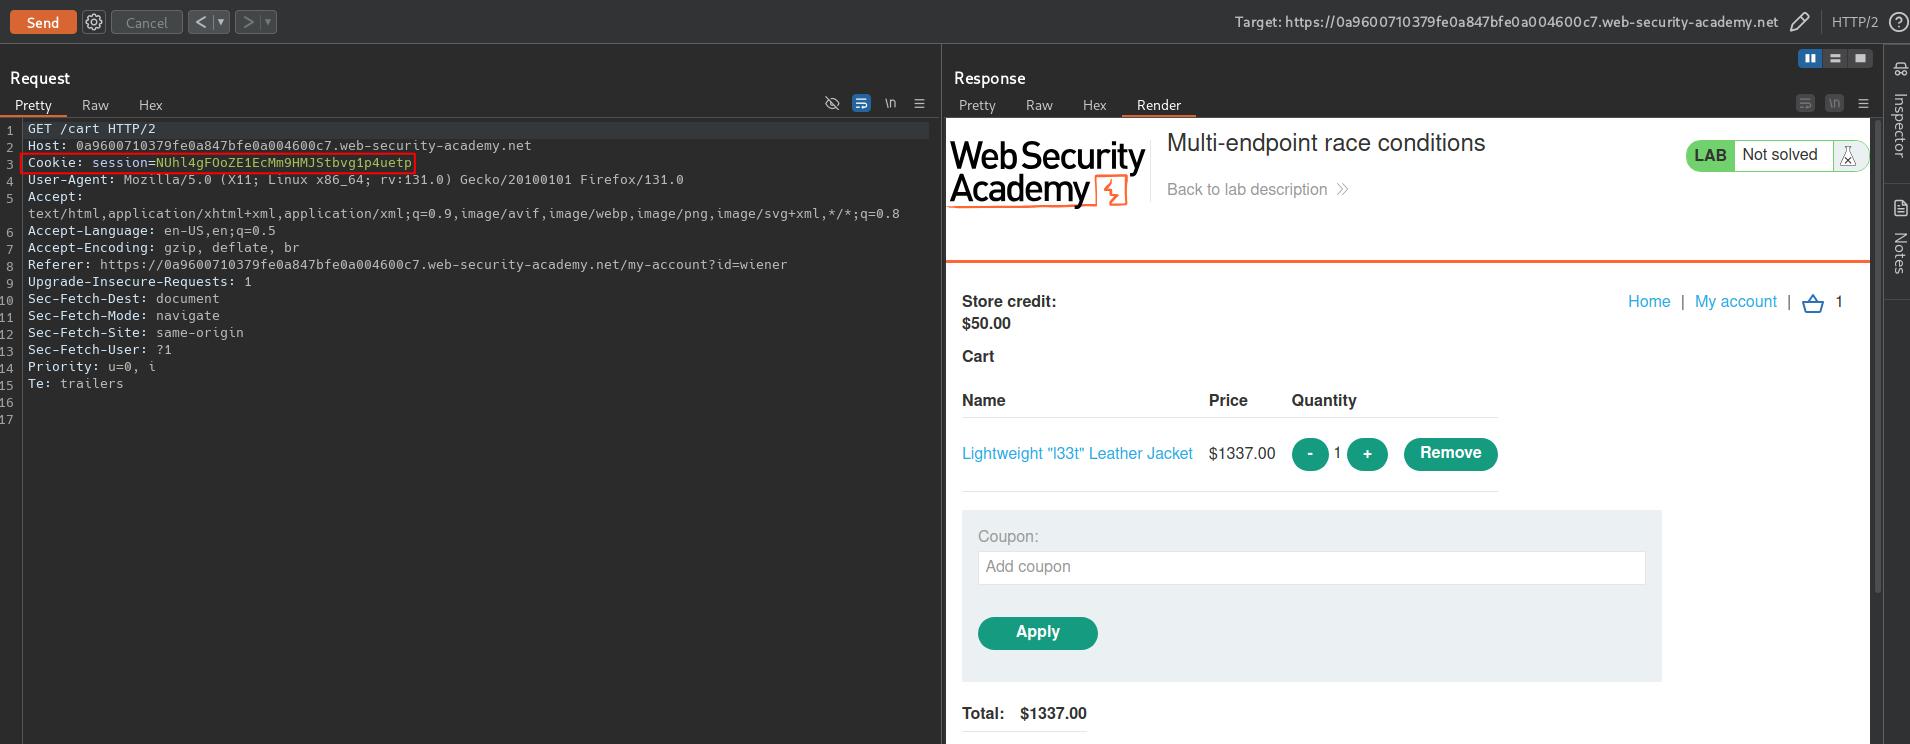 Send
Cancel
Target: https://0a9600710379fe0a847bfe0a004600c7.web-security-academy.net
HTTP/2
Request
Pretty Raw Hex
\n
1 GET /cart HTTP/2
2 Host: 0a9600710379fe0a847bfe0a004600c7.web-security-academy.net
3 Cookie: session=NUhl4gFOoZE1EcMm9HMJStbvg1p4uetp
4 User-Agent: Mozilla/5.0 (X11; Linux x86_64; rv:131.0) Gecko/20100101 Firefox/131.0
5 Accept:
text/html,application/xhtml+xml,application/xml;q=0.9,image/avif,image/webp,image/png,image/svg+xml,*/*;q=0.8
6 Accept-Language: en-US,en;q=0.5
7 Accept-Encoding: gzip, deflate, br
8 Referer: https://0a9600710379fe0a847bfe0a004600c7.web-security-academy.net/my-account?id=wiener
9 Upgrade-Insecure-Requests: 1
10 Sec-Fetch-Dest: document
11 Sec-Fetch-Mode: navigate
12 Sec-Fetch-Site: same-origin
13 Sec-Fetch-User: ?1
14 Priority: u=0, i
15 Te: trailers
16
17
Response
Pretty Raw Hex Render
\n
Web Security
Academy
Multi-endpoint race conditions
Back to lab description
LAB Not solved
Store credit:
$50.00
Home | My account | 1
Cart
Name Price Quantity
Lightweight "l33t" Leather Jacket $1337.00 - 1 + Remove
Coupon:
Add coupon
Apply
Total: $1337.00
Inspector
Notes